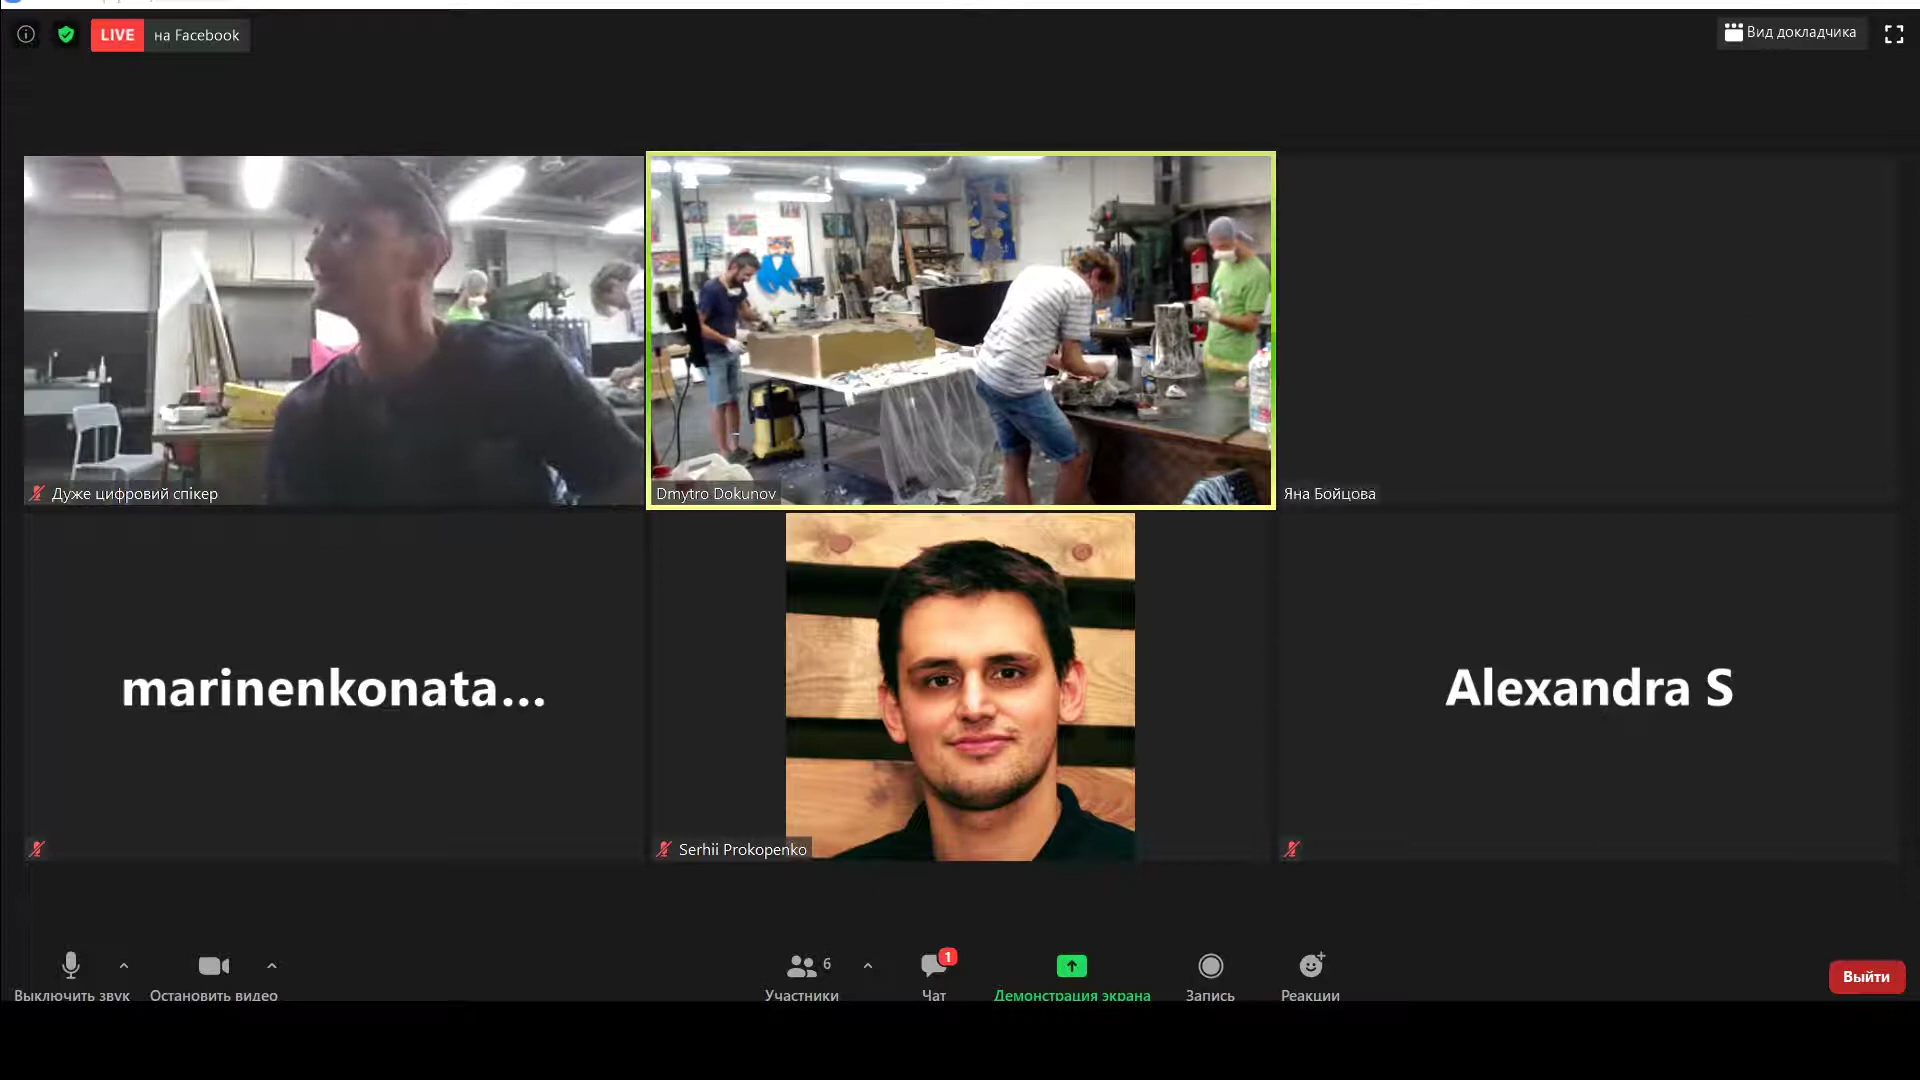 LIVE на Facebook
Вид докладчика
Дуже цифровий спікер
Dmytro Dokunov
Яна Бойцова
marinenkonata...
Serhii Prokopenko
Alexandra S
Выключить звук
Остановить видео
6
Участники
1
Чат
Демонстрация экрана
Запись
Реакции
Выйти